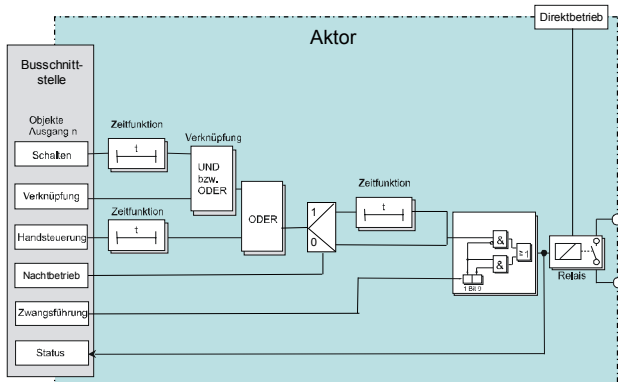 Direktbetrieb
Aktor
Busschnitt-
stelle
Objekte
Ausgang n
Zeitfunktion
Verknüpfung
Schalten
t
UND
bzw.
ODER
Zeitfunktion
Verknüpfung
t
Zeitfunktion
ODER
1
0
Handsteuerung
t
&
≥1
&
Nachtbetrieb
1 Bit 0
Relais
Zwangsführung
Status